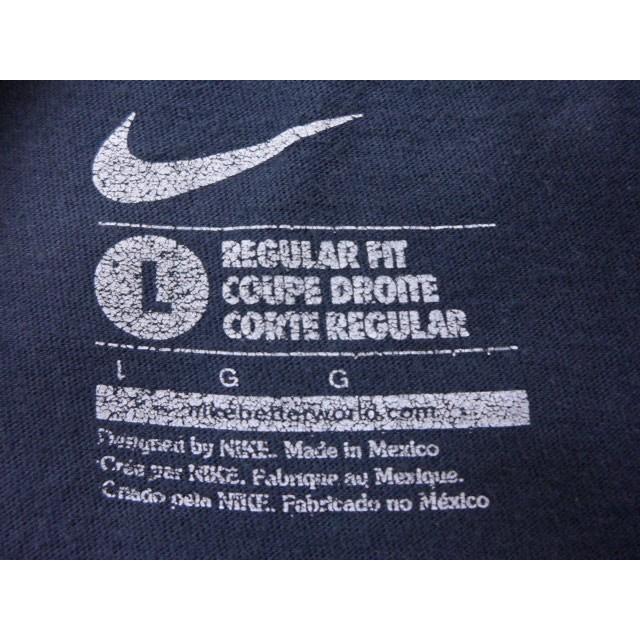 L
REGULAR FIT
COUPE DROITE
CORTE REGULAR
L G G
nikebetterworld.com
Designed by NIKE. Made in Mexico
Créé par NIKE. Fabriqué au Mexique.
Criado pela NIKE. Fabricado no México